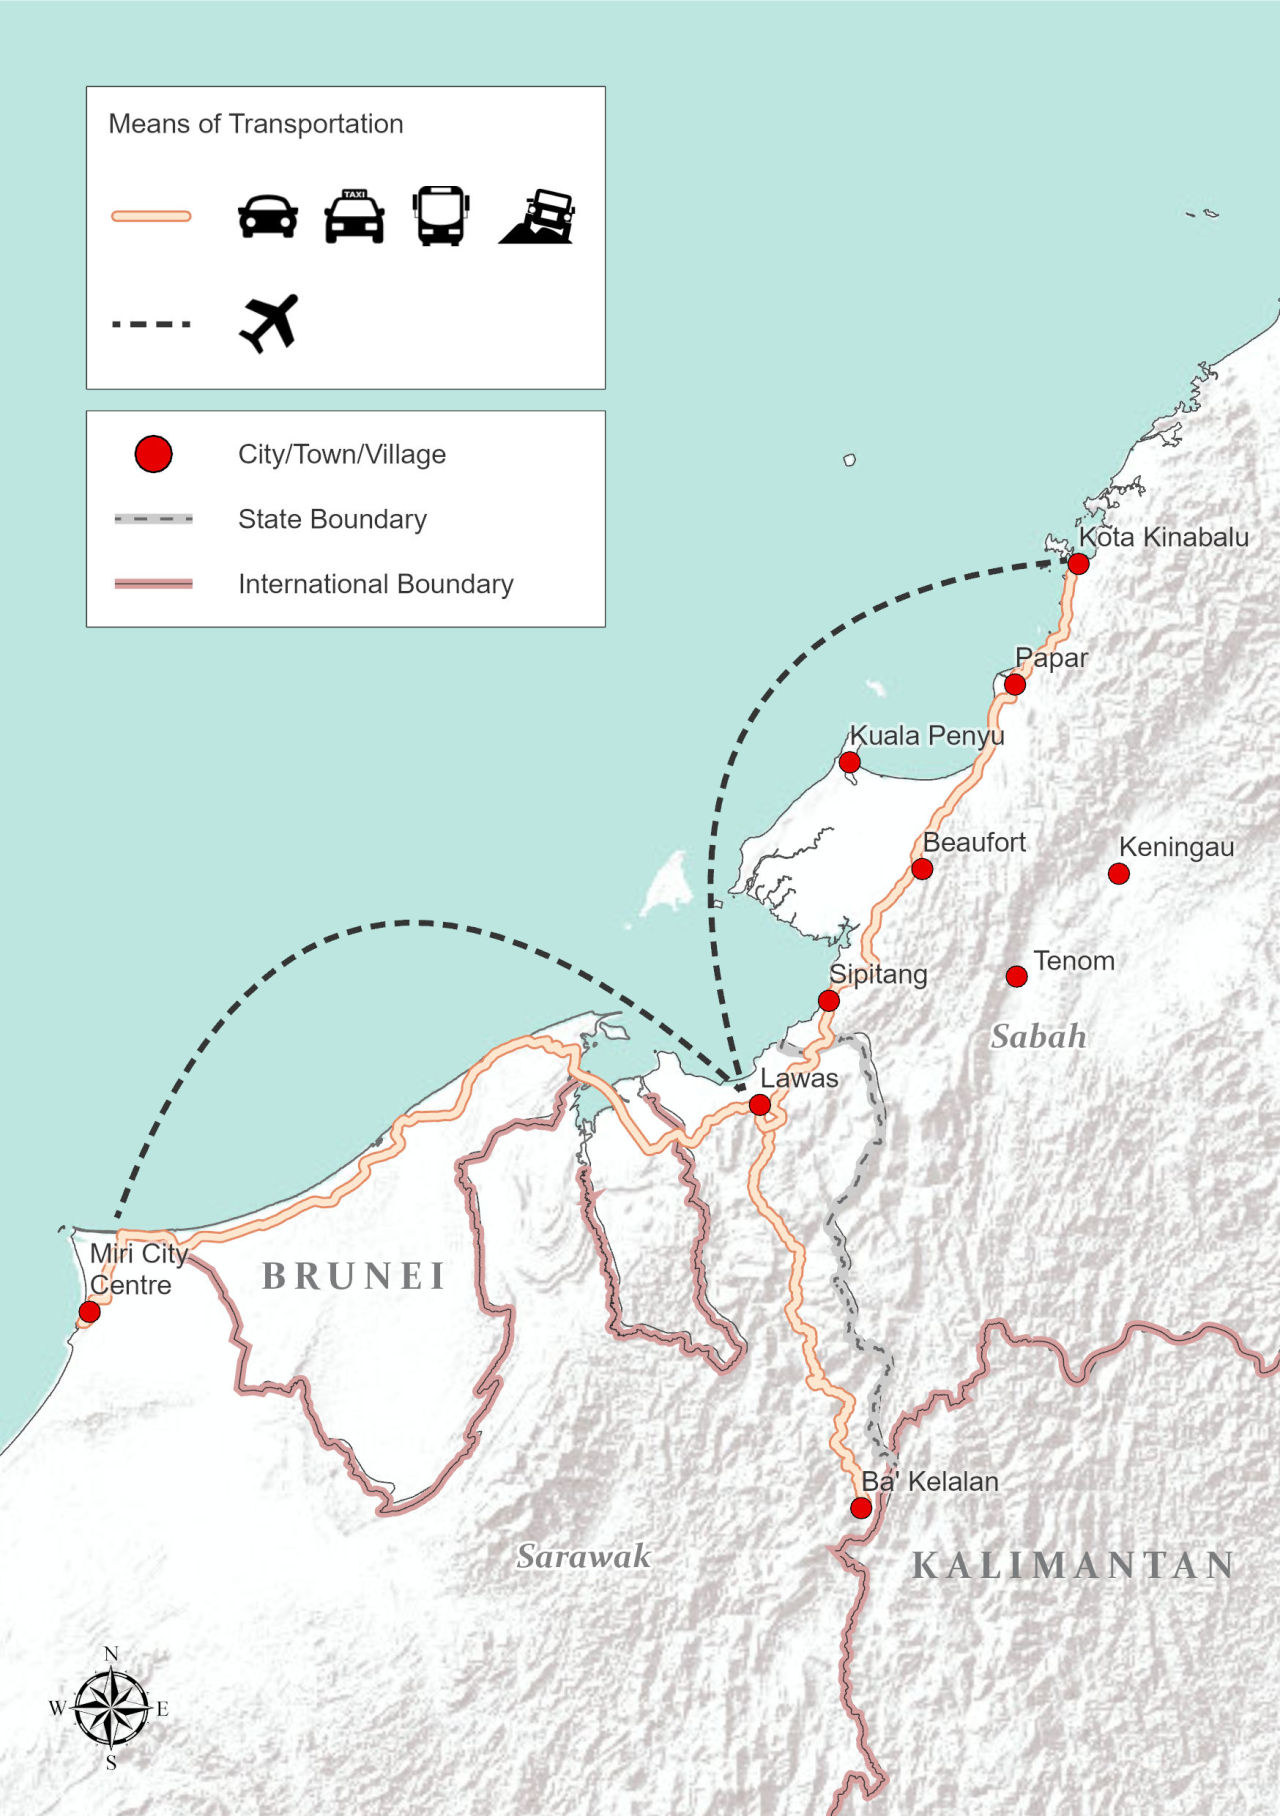 Means of Transportation
TAXI
City/Town/Village
State Boundary
International Boundary
Kota Kinabalu
Papar
Kuala Penyu
Beaufort
Keningau
Tenom
Sipitang
Sabah
Lawas
Miri City
Centre
BRUNEI
Ba' Kelalan
Sarawak
KALIMANTAN
N
W
E
S